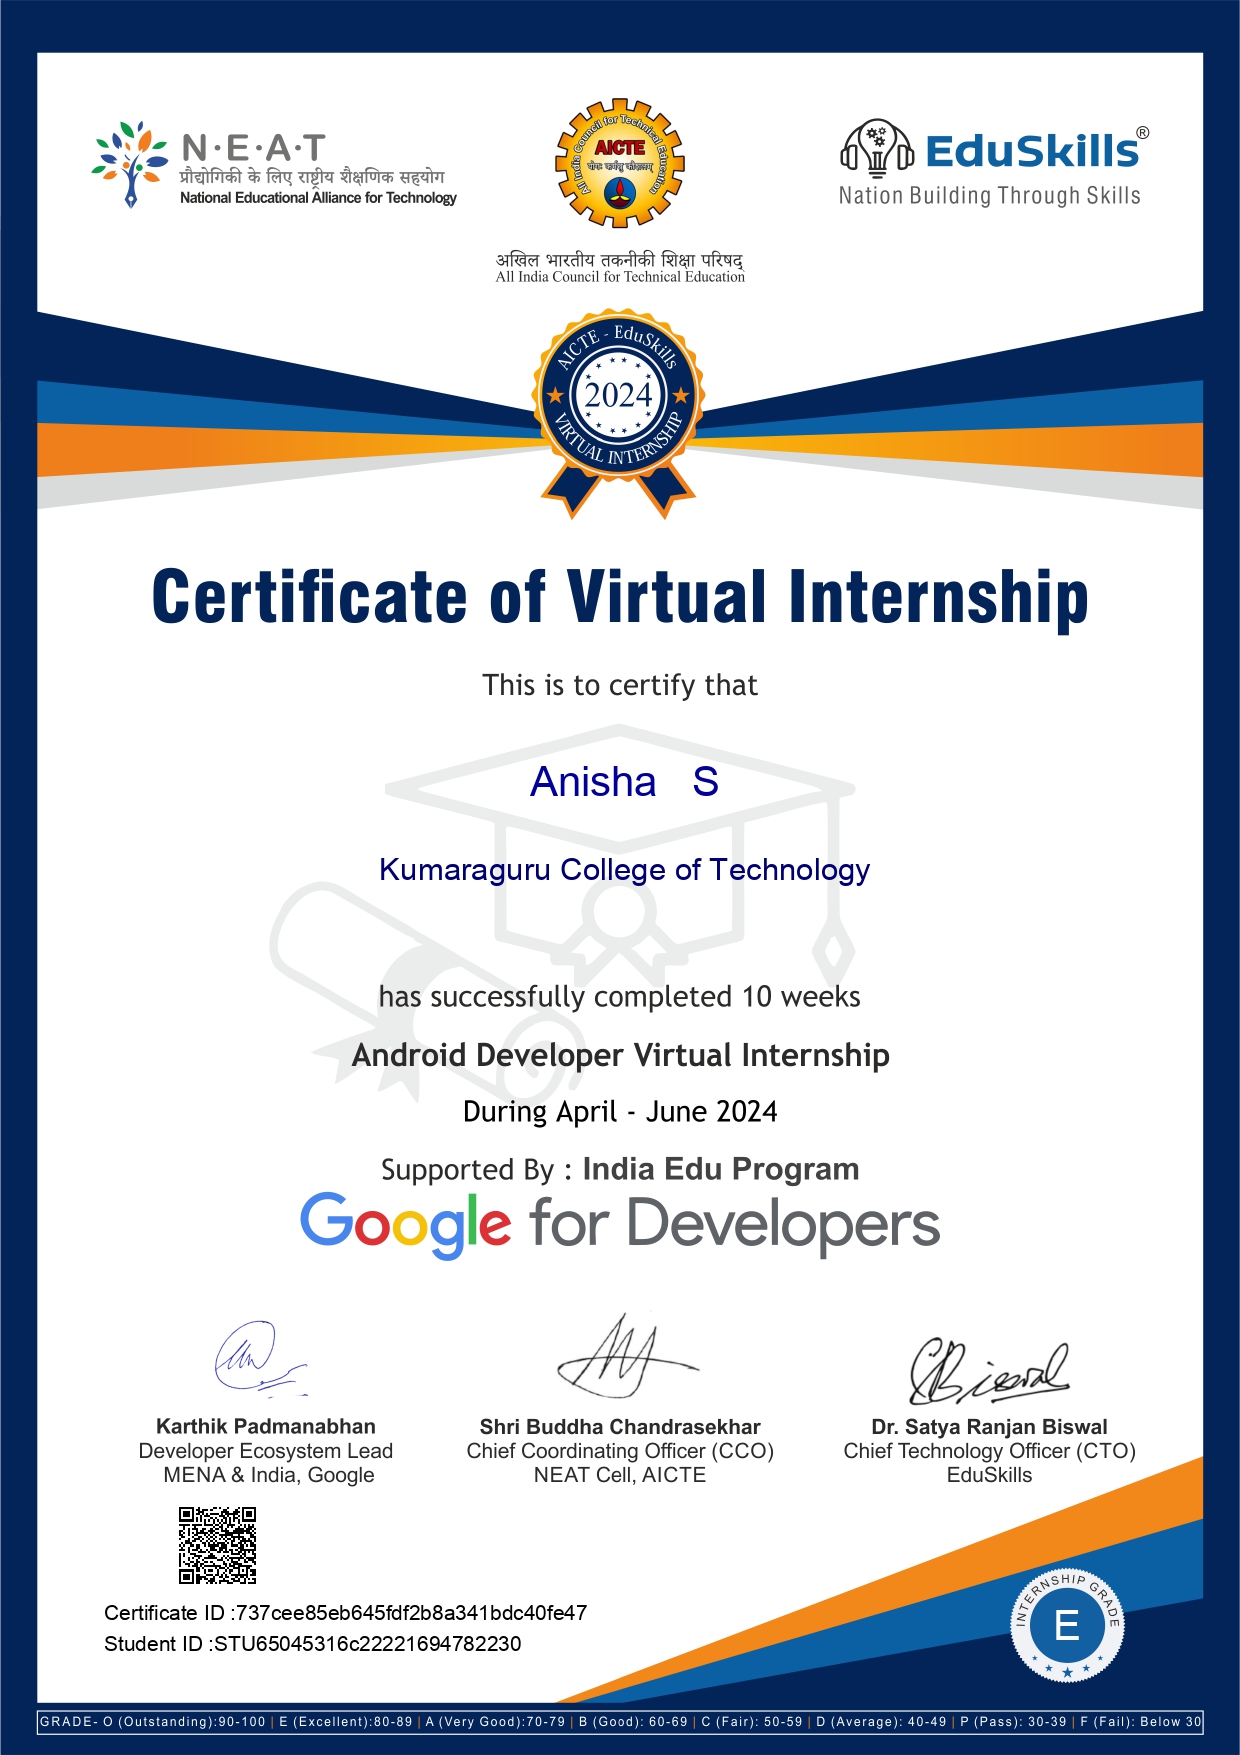 N·E·A·T
प्रौद्योगिकी के लिए राष्ट्रीय शैक्षणिक सहयोग
National Educational Alliance for Technology
All India Council for Technical Education
AICTE
योगः कर्मसु कौशलम्
EduSkills®
Nation Building Through Skills
अखिल भारतीय तकनीकी शिक्षा परिषद्
All India Council for Technical Education
AICTE - EduSkills
2024
VIRTUAL INTERNSHIP
Certificate of Virtual Internship
This is to certify that
Anisha S
Kumaraguru College of Technology
has successfully completed 10 weeks
Android Developer Virtual Internship
During April - June 2024
Supported By : India Edu Program
Google for Developers
Karthik Padmanabhan
Developer Ecosystem Lead
MENA & India, Google
Shri Buddha Chandrasekhar
Chief Coordinating Officer (CCO)
NEAT Cell, AICTE
Dr. Satya Ranjan Biswal
Chief Technology Officer (CTO)
EduSkills
Certificate ID :737cee85eb645fdf2b8a341bdc40fe47
Student ID :STU65045316c22221694782230
INTERNSHIP GRADE
E
GRADE- O (Outstanding):90-100 | E (Excellent):80-89 | A (Very Good):70-79 | B (Good): 60-69 | C (Fair): 50-59 | D (Average): 40-49 | P (Pass): 30-39 | F (Fail): Below 30